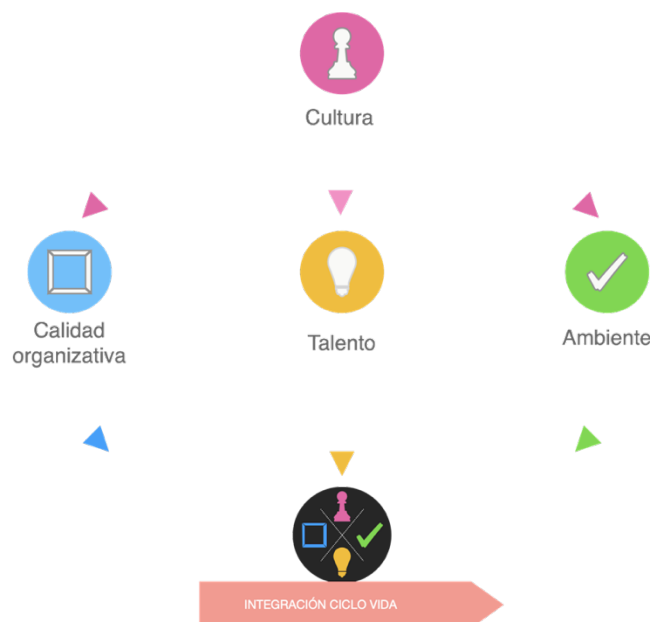 Cultura
Calidad
organizativa
Talento
Ambiente
INTEGRACIÓN CICLO VIDA